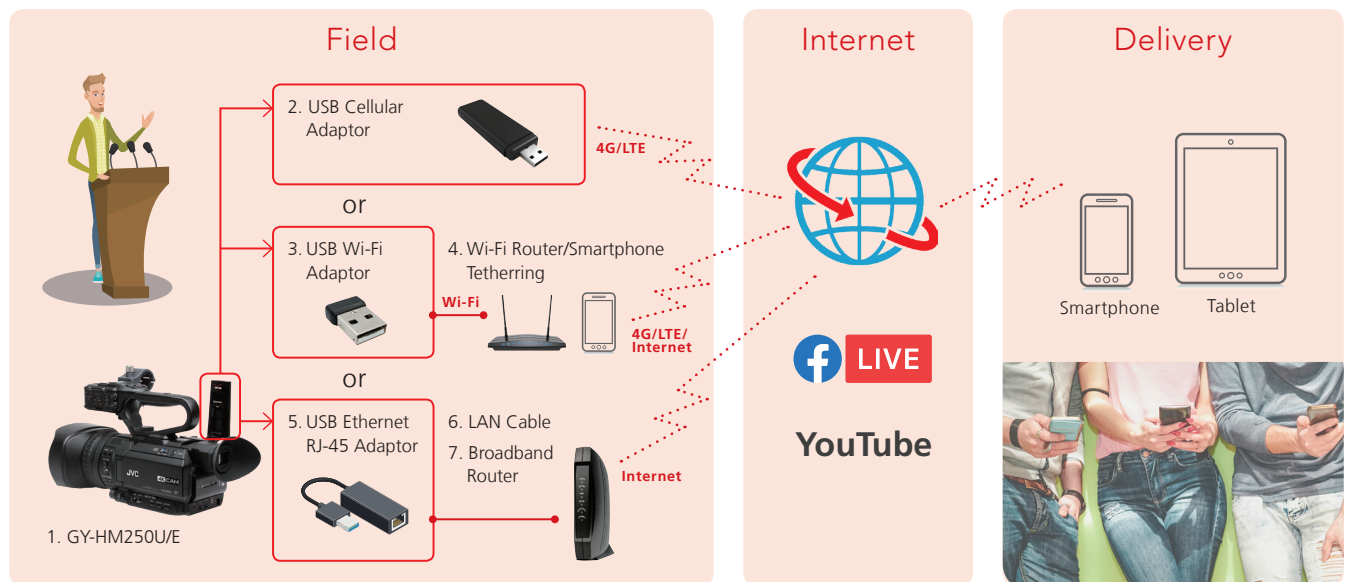 Field
2. USB Cellular
Adaptor
4G/LTE
or
3. USB Wi-Fi
Adaptor
4. Wi-Fi Router/Smartphone
Tetherring
Wi-Fi
4G/LTE/
Internet
or
5. USB Ethernet
RJ-45 Adaptor
6. LAN Cable
7. Broadband
Router
Internet
JVC
4KCAM
1. GY-HM250U/E
Internet
f LIVE
YouTube
Delivery
Smartphone
Tablet